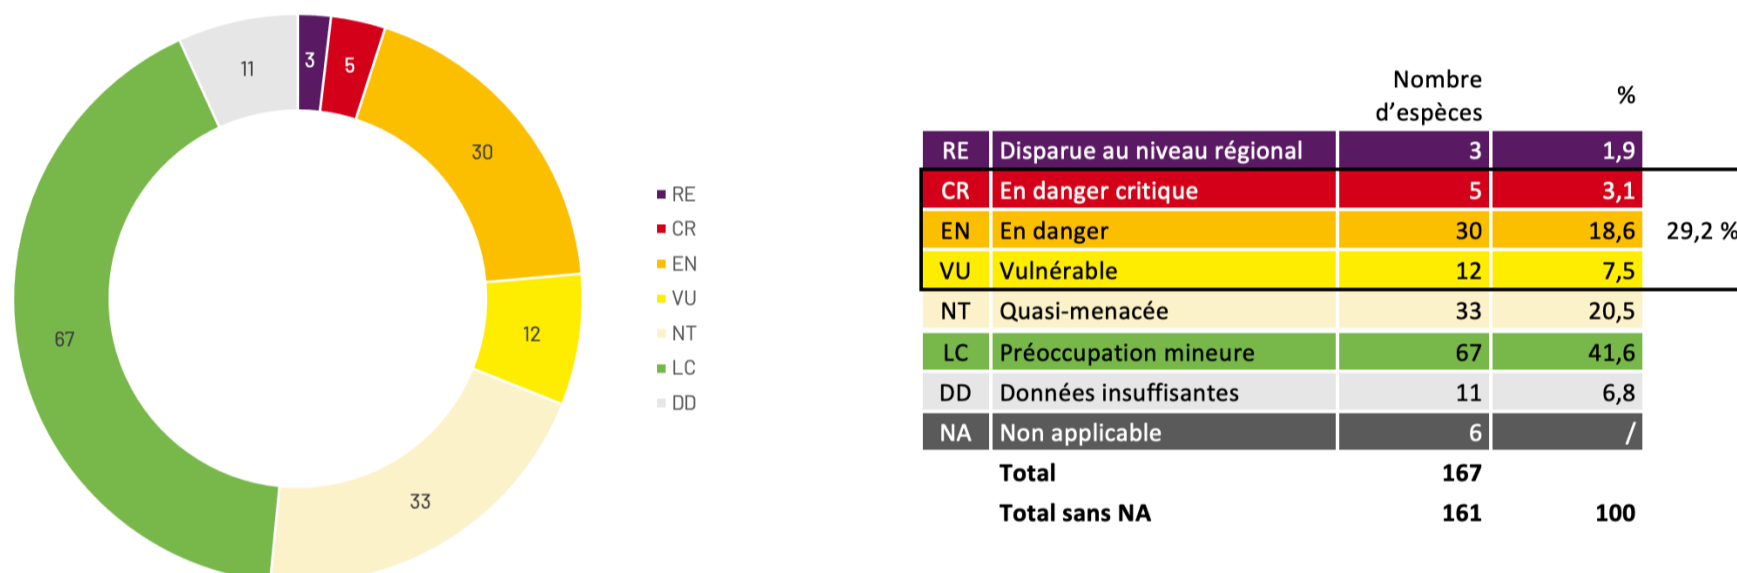 3
5
30
12
33
67
11
RE
CR
EN
VU
NT
LC
DD
Nombre
d’espèces %
RE Disparue au niveau régional 3 1,9
CR En danger critique 5 3,1
EN En danger 30 18,6 29,2 %
VU Vulnérable 12 7,5
NT Quasi-menacée 33 20,5
LC Préoccupation mineure 67 41,6
DD Données insuffisantes 11 6,8
NA Non applicable 6 /
Total 167
Total sans NA 161 100